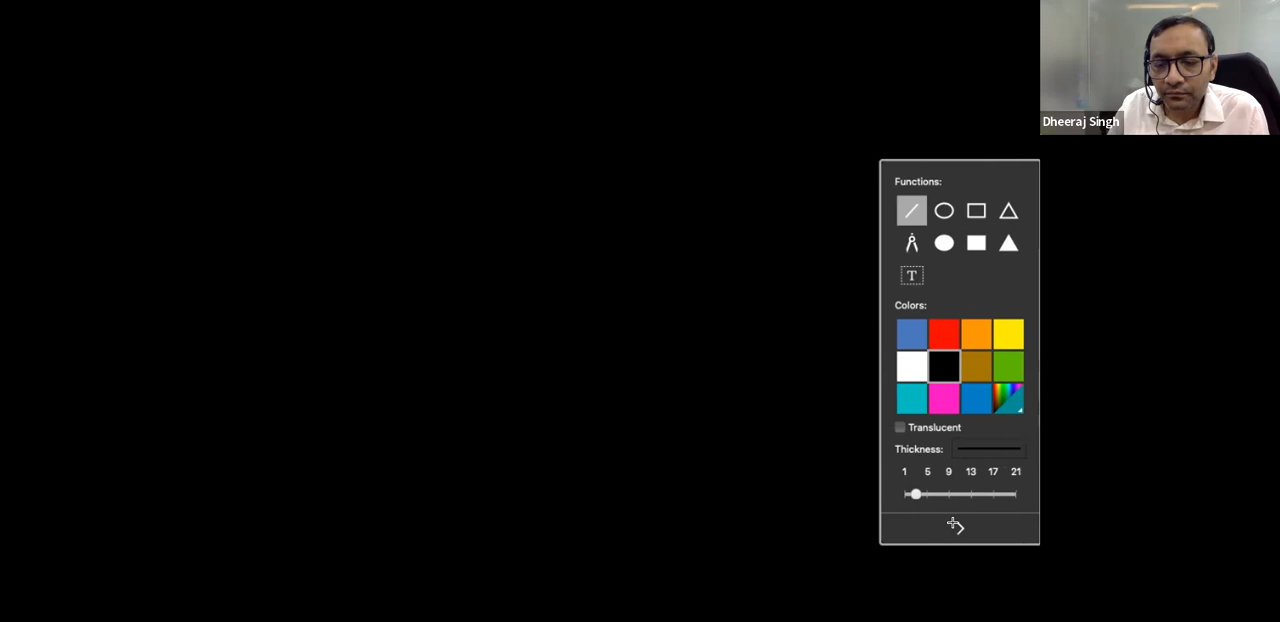 Dheeraj Singh
Functions:
T
Colors:
Translucent
Thickness:
1 5 9 13 17 21